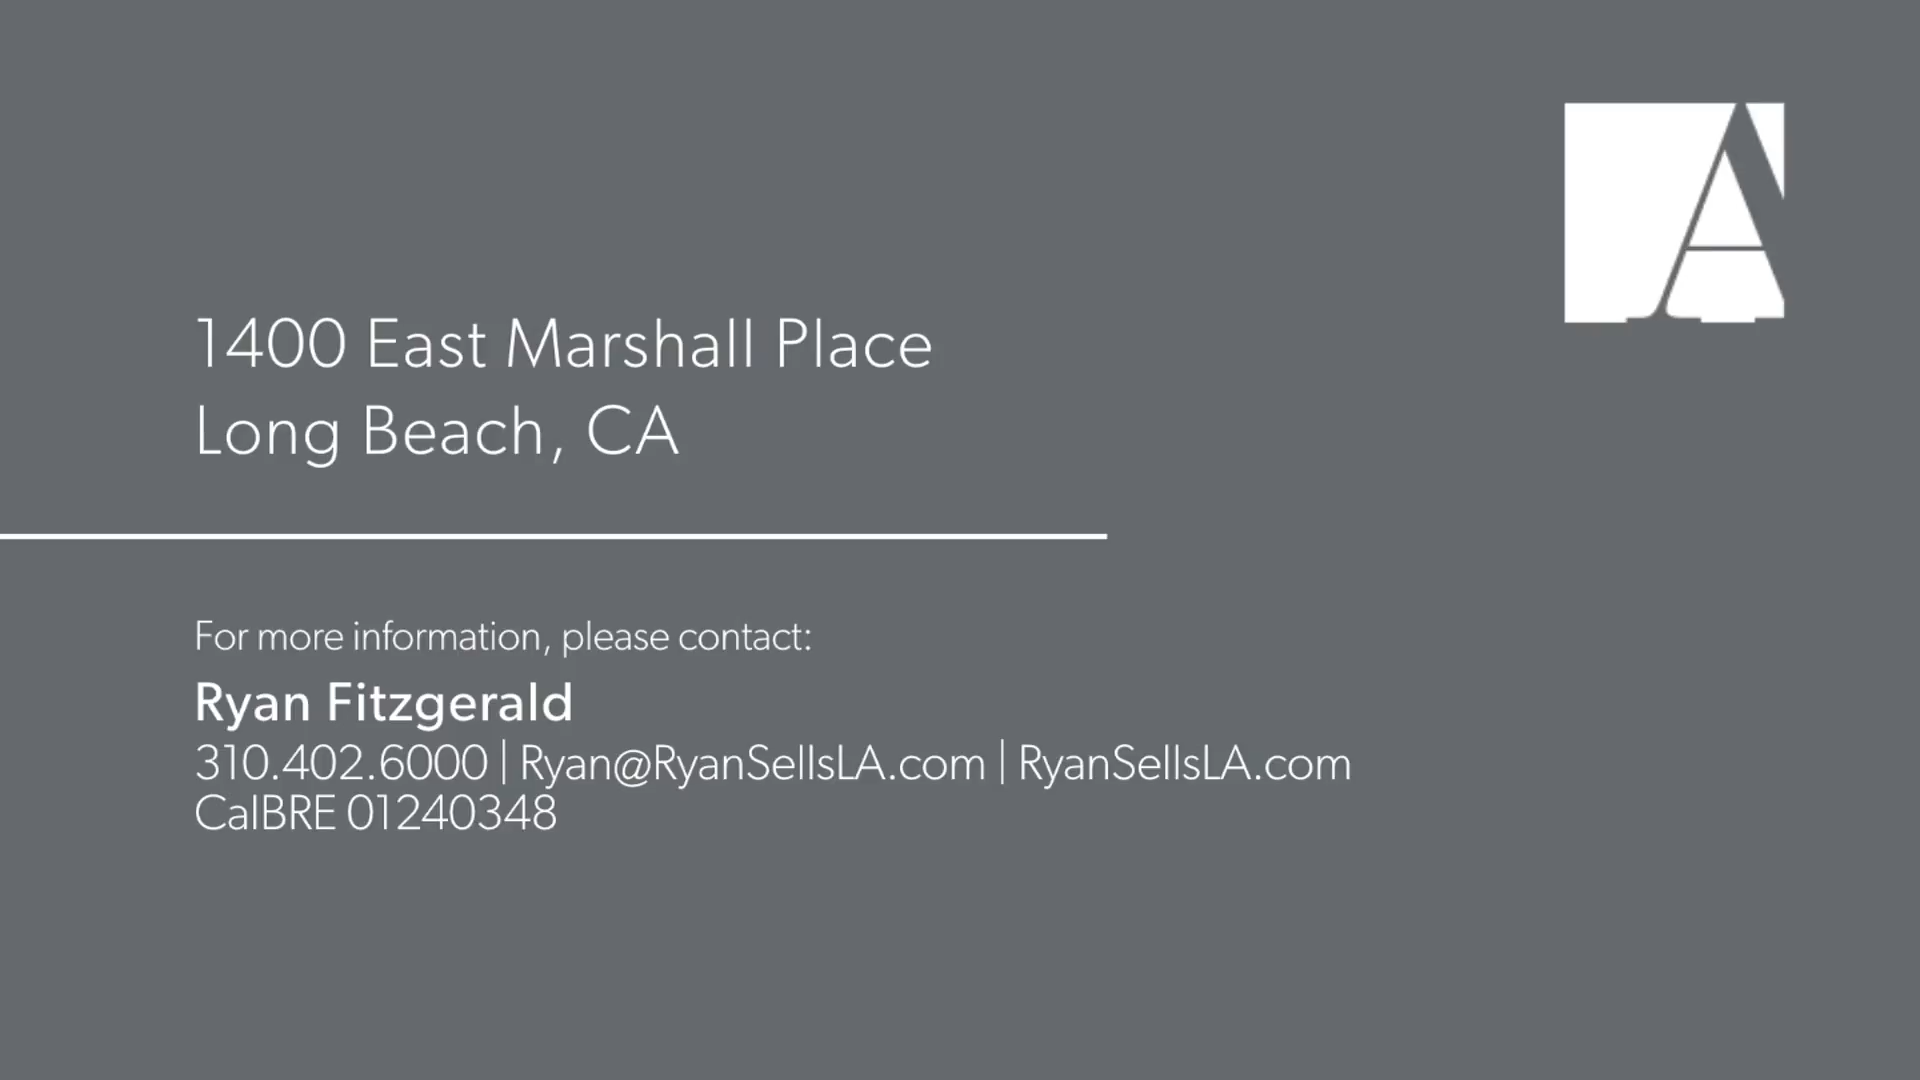 A
1400 East Marshall Place
Long Beach, CA
For more information, please contact:
Ryan Fitzgerald
310.402.6000 | Ryan@RyanSellsLA.com | RyanSellsLA.com
CalBRE 01240348